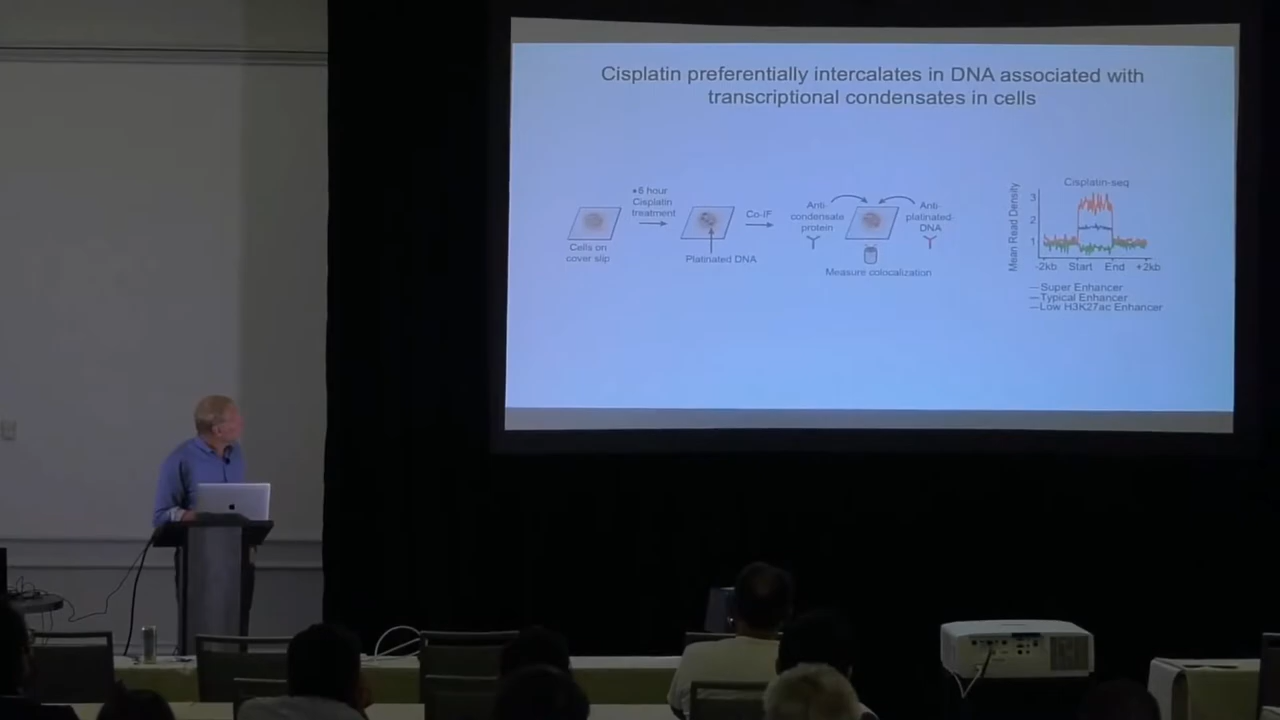 Cisplatin preferentially intercalates in DNA associated with
transcriptional condensates in cells
•6 hour
Cisplatin
treatment
Cells on
cover slip
Platinated DNA
Co-IF
Anti-
condensate
protein
Anti-
platinated-
DNA
Measure colocalization
Cisplatin-seq
Mean Read Density
3
2
1
-2kb Start End +2kb
Super Enhancer
Typical Enhancer
Low H3K27ac Enhancer